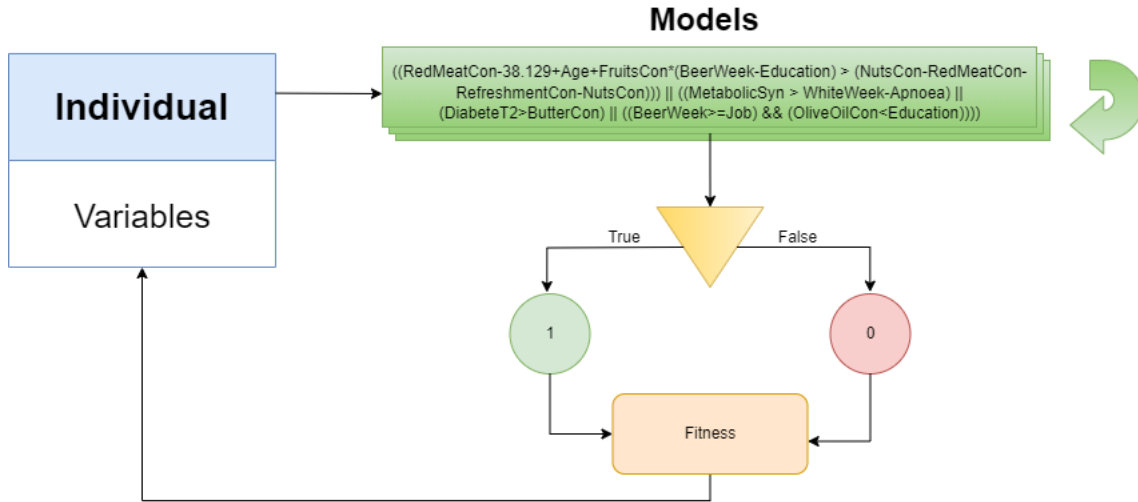 Models
((RedMeatCon-38.129+Age+FruitsCon*(BeerWeek-Education) > (NutsCon-RedMeatCon-
RefreshmentCon-NutsCon))) || ((MetabolicSyn > WhiteWeek-Apnoea) ||
(DiabeteT2>ButterCon) || ((BeerWeek>=Job) && (OliveOilCon<Education))))
Individual
Variables
True
False
1
0
Fitness